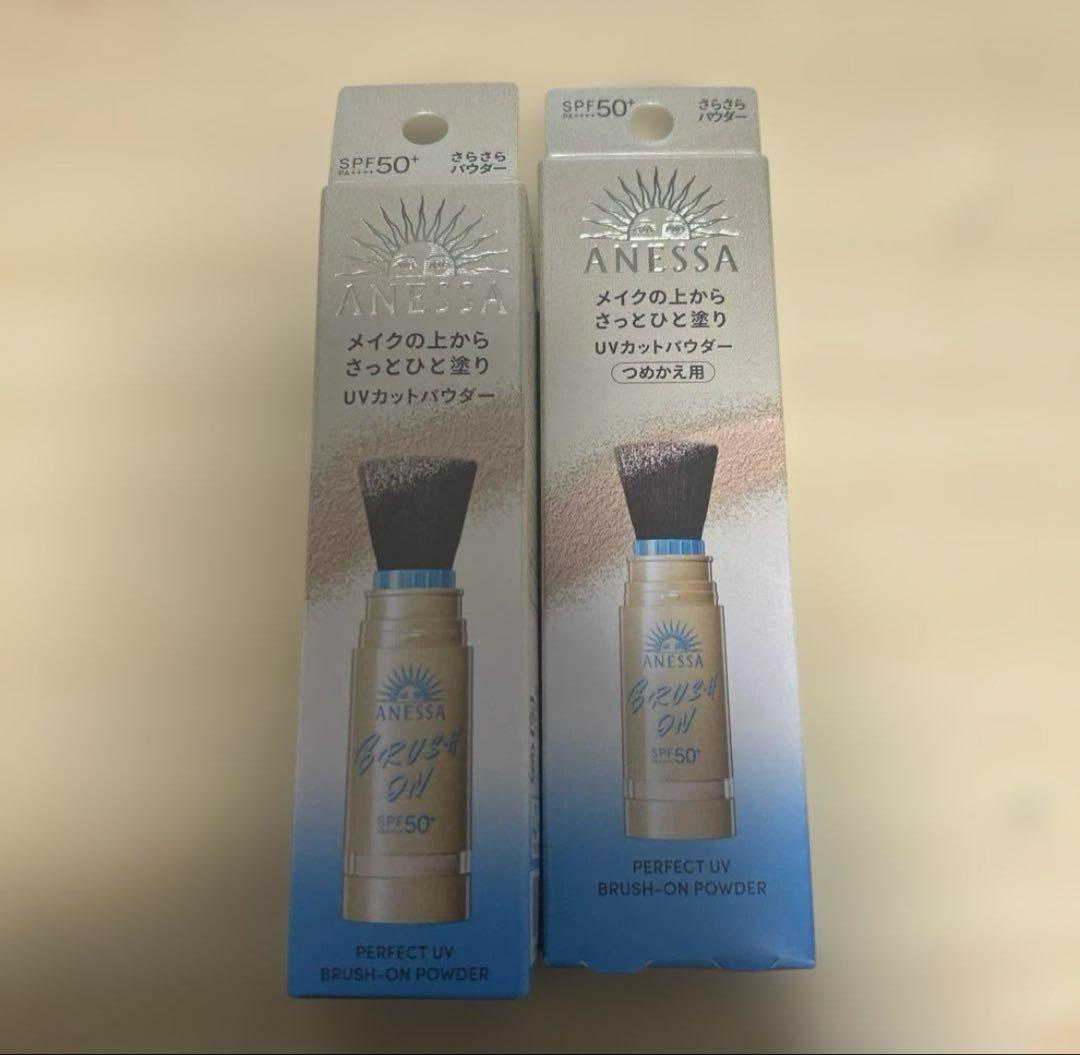 SPF50+
PA++++
さらさら
パウダー
ANESSA
メイクの上から
さっとひと塗り
UVカットパウダー
ANESSA
BRUSH
ON
SPF50+
PERFECT UV
BRUSH-ON POWDER
SPF50+
PA++++
さらさら
パウダー
ANESSA
メイクの上から
さっとひと塗り
UVカットパウダー
つめかえ用
ANESSA
BRUSH
ON
SPF50+
PERFECT UV
BRUSH-ON POWDER